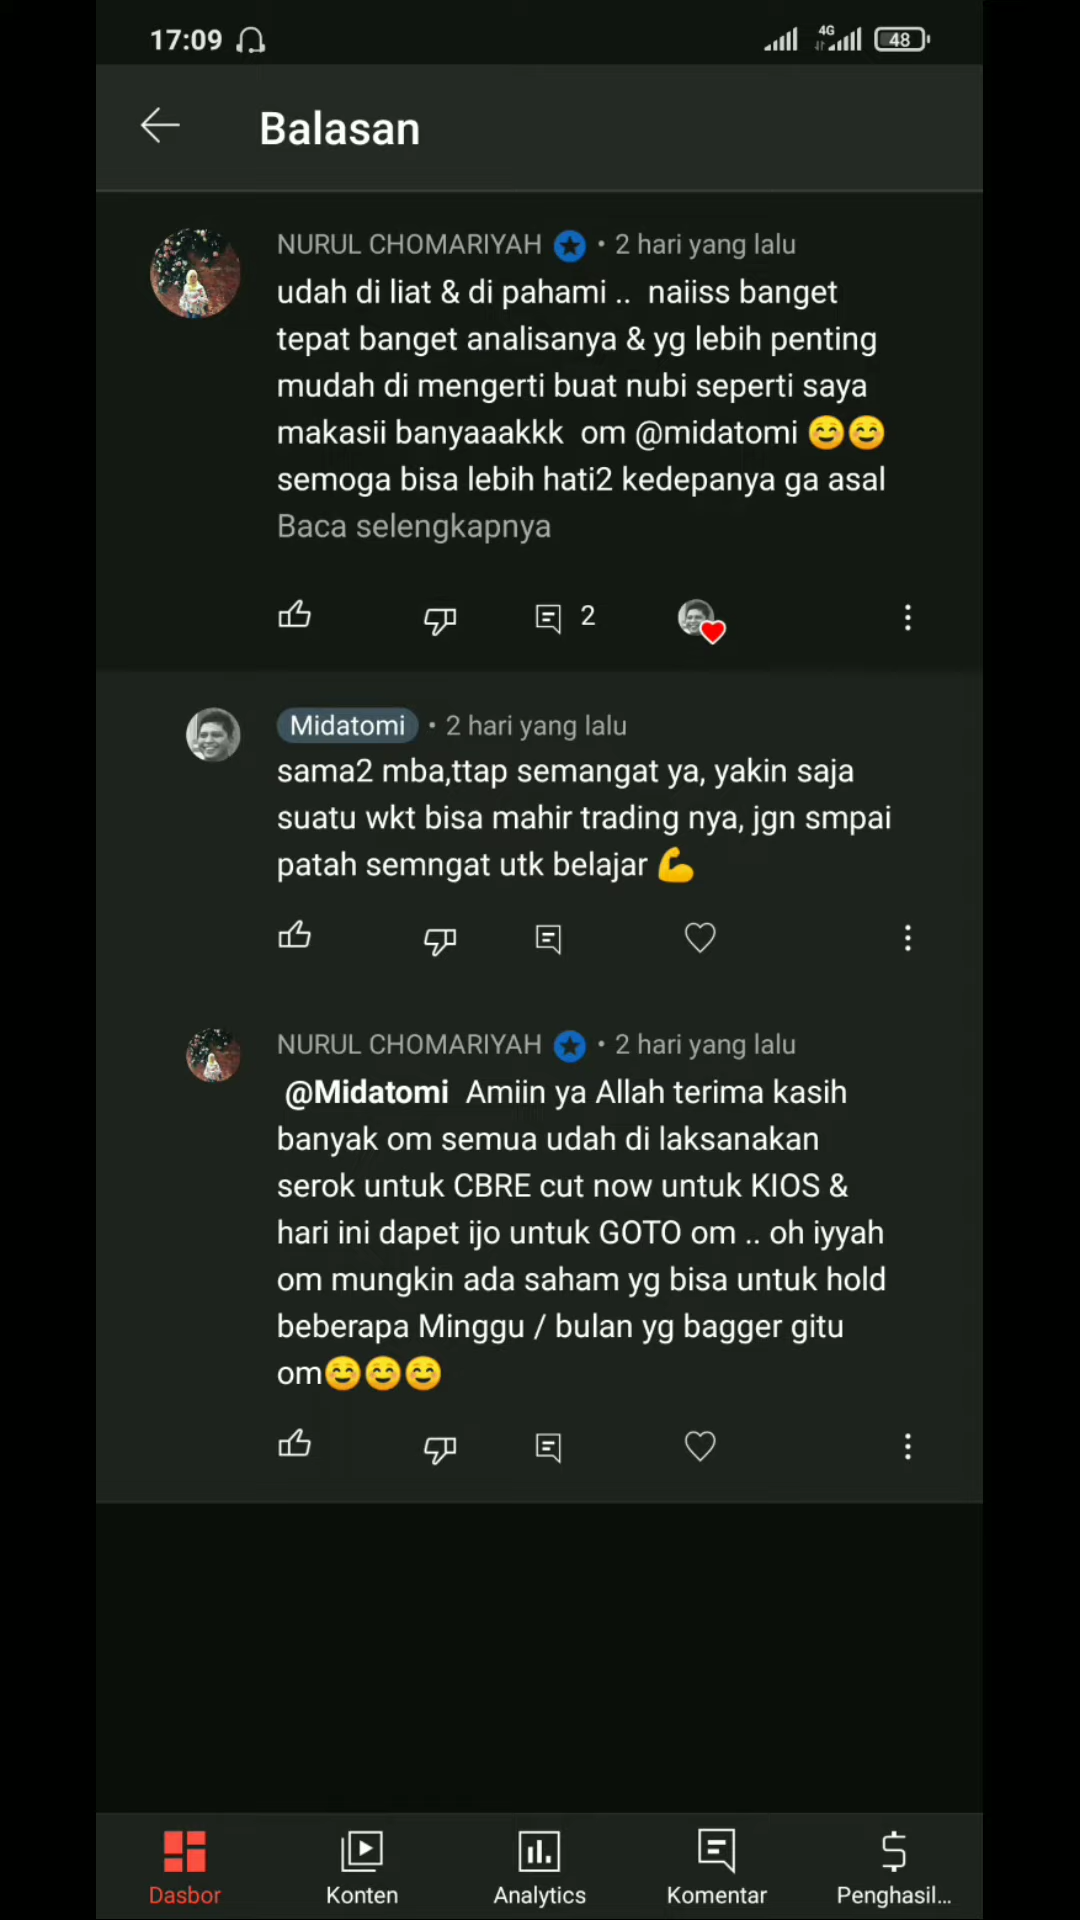 17:09
4G
48
Balasan
NURUL CHOMARIYAH • 2 hari yang lalu
udah di liat & di pahami .. naiiss banget
tepat banget analisanya & yg lebih penting
mudah di mengerti buat nubi seperti saya
makasii banyaaakkk om @midatomi ☺️☺️
semoga bisa lebih hati2 kedepanya ga asal
Baca selengkapnya
2
Midatomi • 2 hari yang lalu
sama2 mba,ttap semangat ya, yakin saja
suatu wkt bisa mahir trading nya, jgn smpai
patah semngat utk belajar 💪
NURUL CHOMARIYAH • 2 hari yang lalu
@Midatomi Amiin ya Allah terima kasih
banyak om semua udah di laksanakan
serok untuk CBRE cut now untuk KIOS &
hari ini dapet ijo untuk GOTO om .. oh iyyah
om mungkin ada saham yg bisa untuk hold
beberapa Minggu / bulan yg bagger gitu
om☺️☺️☺️
Dasbor Konten Analytics Komentar Penghasil...